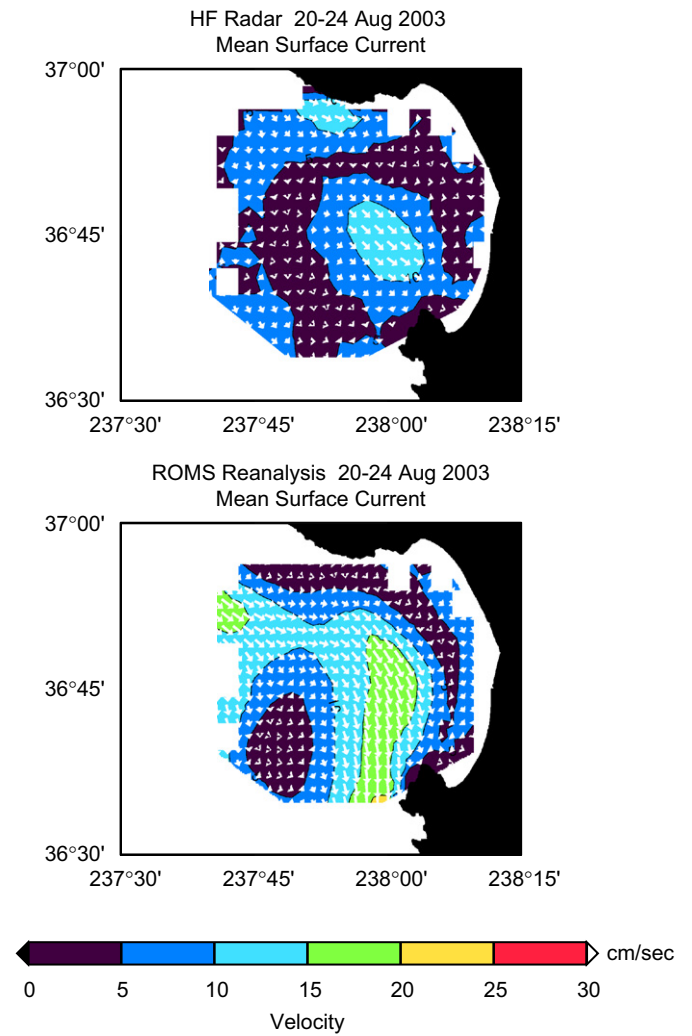 HF Radar 20-24 Aug 2003
Mean Surface Current
37°00'
36°45'
36°30'
237°30' 237°45' 238°00' 238°15'
10
ROMS Reanalysis 20-24 Aug 2003
Mean Surface Current
37°00'
36°45'
36°30'
237°30' 237°45' 238°00' 238°15'
0 5 10 15 20 25 30 cm/sec
Velocity